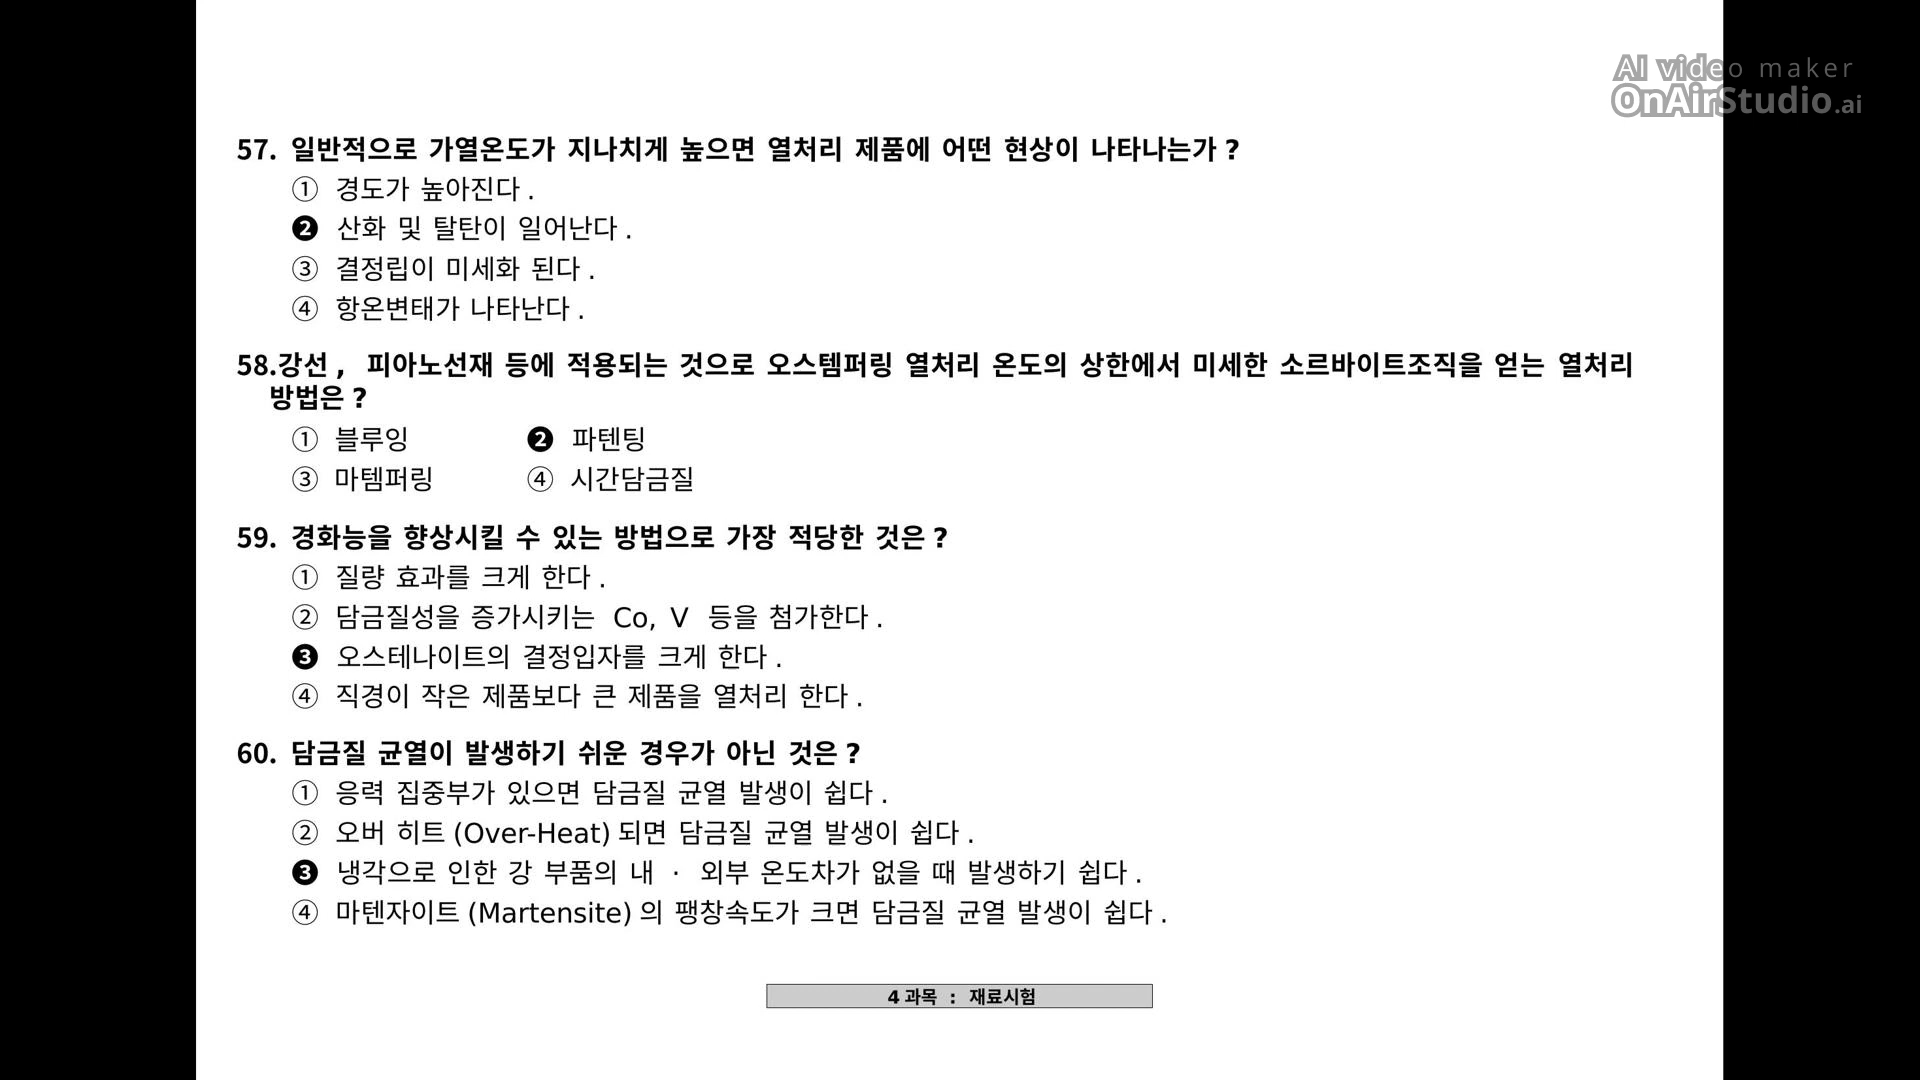 AI video maker
OnAirStudio.ai
57. 일반적으로 가열온도가 지나치게 높으면 열처리 제품에 어떤 현상이 나타나는가 ?
① 경도가 높아진다 .
❷ 산화 및 탈탄이 일어난다 .
③ 결정립이 미세화 된다 .
④ 항온변태가 나타난다 .
58.강선 , 피아노선재 등에 적용되는 것으로 오스템퍼링 열처리 온도의 상한에서 미세한 소르바이트조직을 얻는 열처리
방법은 ?
① 블루잉 ❷ 파텐팅
③ 마템퍼링 ④ 시간담금질
59. 경화능을 향상시킬 수 있는 방법으로 가장 적당한 것은 ?
① 질량 효과를 크게 한다 .
② 담금질성을 증가시키는 Co, V 등을 첨가한다 .
❸ 오스테나이트의 결정입자를 크게 한다 .
④ 직경이 작은 제품보다 큰 제품을 열처리 한다 .
60. 담금질 균열이 발생하기 쉬운 경우가 아닌 것은 ?
① 응력 집중부가 있으면 담금질 균열 발생이 쉽다 .
② 오버 히트 (Over-Heat) 되면 담금질 균열 발생이 쉽다 .
❸ 냉각으로 인한 강 부품의 내 · 외부 온도차가 없을 때 발생하기 쉽다 .
④ 마텐자이트 (Martensite) 의 팽창속도가 크면 담금질 균열 발생이 쉽다 .
4 과목 : 재료시험